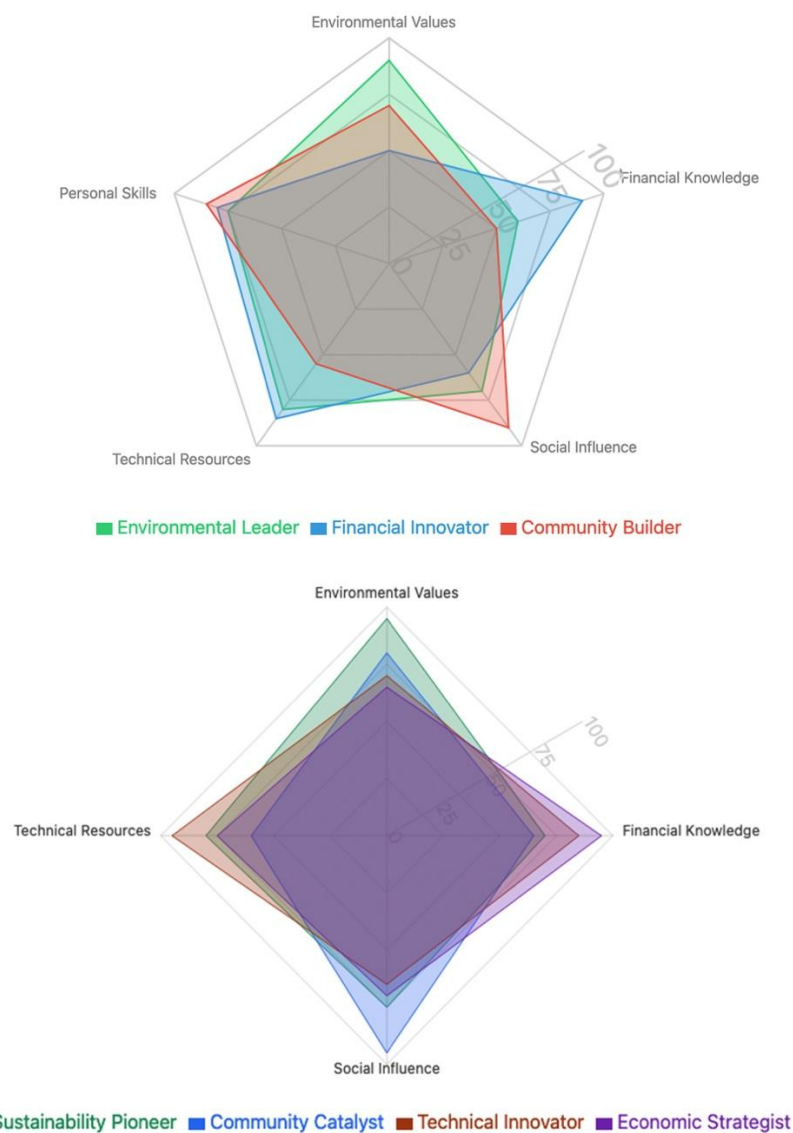 Environmental Values
100
75
50
25
0
Financial Knowledge
Personal Skills
Technical Resources
Social Influence
Environmental Leader Financial Innovator Community Builder
Environmental Values
100
75
50
25
0
Technical Resources
Financial Knowledge
Social Influence
Sustainability Pioneer Community Catalyst Technical Innovator Economic Strategist